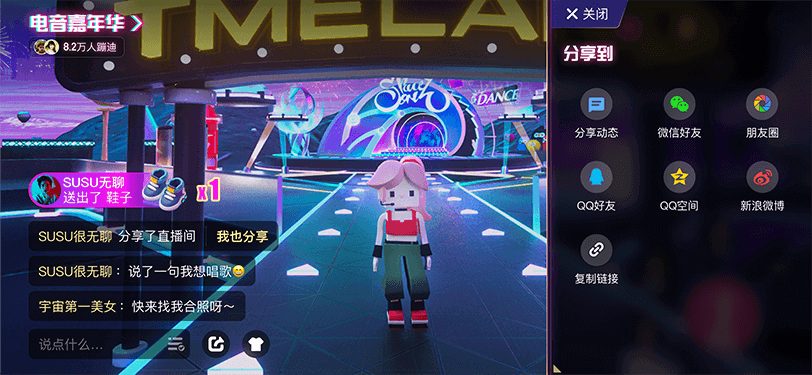 电音嘉年华
8.2万人蹦迪
TMELA
DANCE
SUSU无聊
送出了 鞋子
x1
SUSU很无聊 分享了直播间 我也分享
SUSU很无聊：说了一句我想唱歌😄
宇宙第一美女：快来找我合照呀～
说点什么...
关闭
分享到
分享动态
微信好友
朋友圈
QQ好友
QQ空间
新浪微博
复制链接